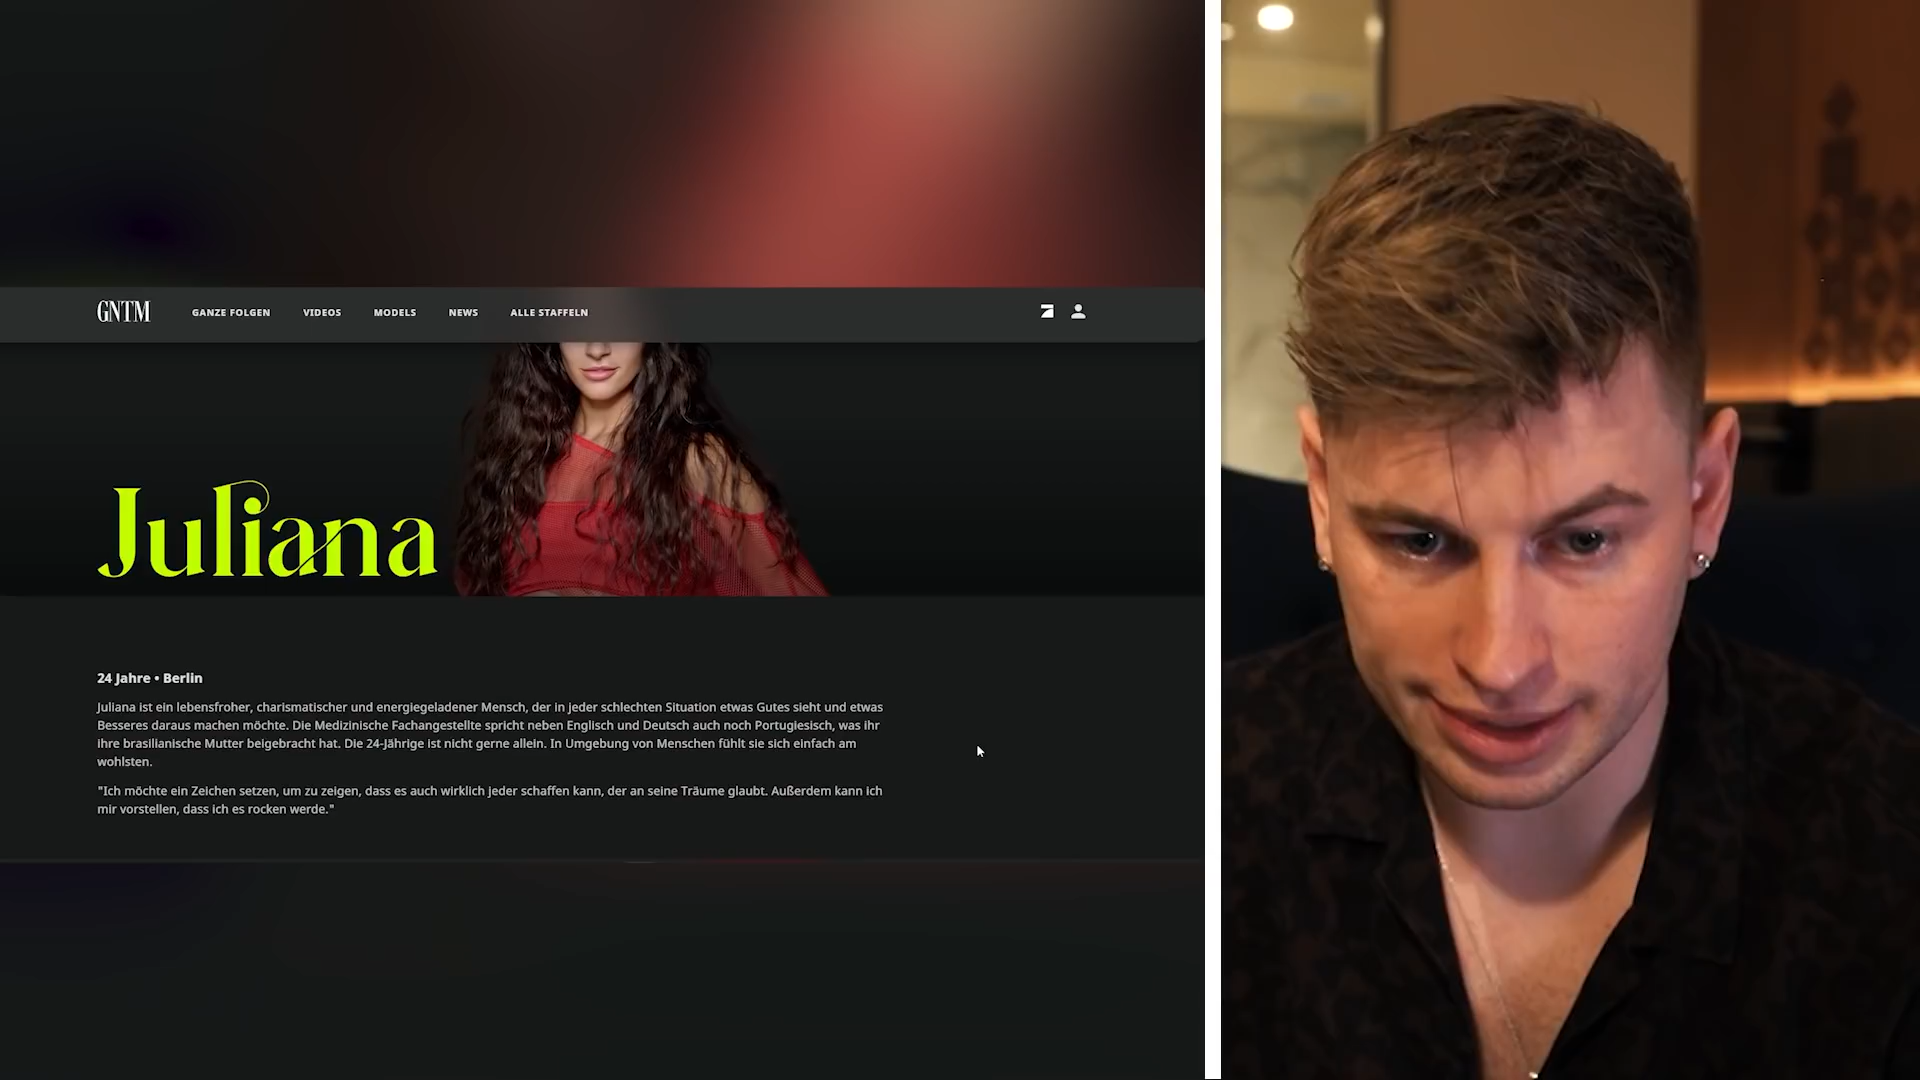 GNTM GANZE FOLGEN VIDEOS MODELS NEWS ALLE STAFFELN
Juliana
24 Jahre • Berlin
Juliana ist ein lebensfroher, charismatischer und energiegeladener Mensch, der in jeder schlechten Situation etwas Gutes sieht und etwas
Besseres daraus machen möchte. Die Medizinische Fachangestellte spricht neben Englisch und Deutsch auch noch Portugiesisch, was ihr
ihre brasilianische Mutter beigebracht hat. Die 24-Jährige ist nicht gerne allein. In Umgebung von Menschen fühlt sie sich einfach am
wohlsten.
"Ich möchte ein Zeichen setzen, um zu zeigen, dass es auch wirklich jeder schaffen kann, der an seine Träume glaubt. Außerdem kann ich
mir vorstellen, dass ich es rocken werde."